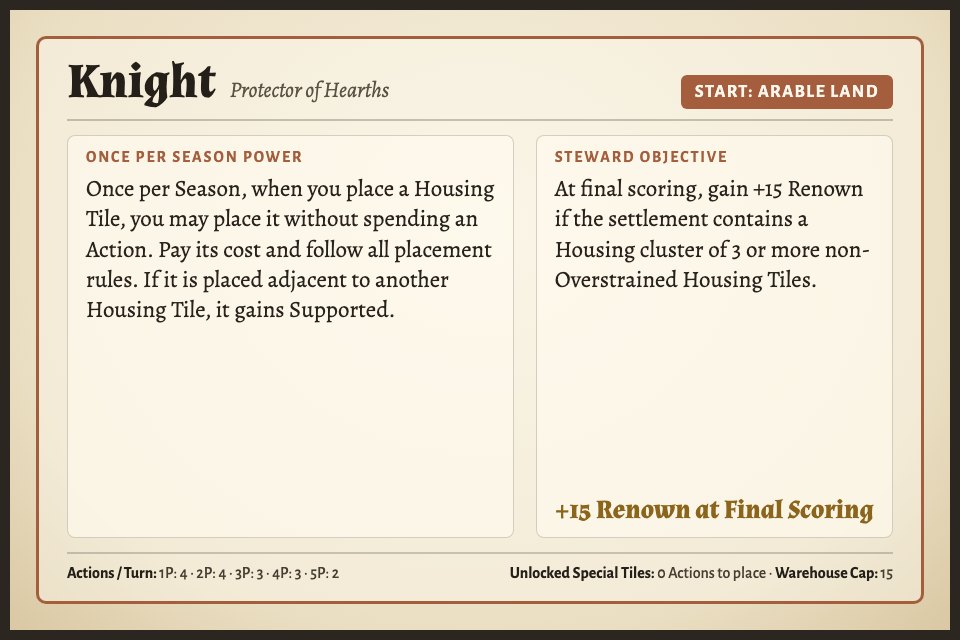 Knight Protector of Hearths
START: ARABLE LAND
ONCE PER SEASON POWER
Once per Season, when you place a Housing
Tile, you may place it without spending an
Action. Pay its cost and follow all placement
rules. If it is placed adjacent to another
Housing Tile, it gains Supported.
STEWARD OBJECTIVE
At final scoring, gain +15 Renown
if the settlement contains a
Housing cluster of 3 or more non-
Overstrained Housing Tiles.
+15 Renown at Final Scoring
Actions / Turn: 1P: 4 · 2P: 4 · 3P: 3 · 4P: 3 · 5P: 2
Unlocked Special Tiles: 0 Actions to place · Warehouse Cap: 15